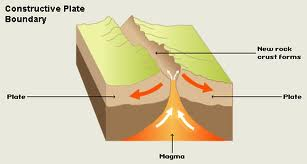 Constructive Plate
Boundary
New rock
crust forms
Plate
Plate
Magma